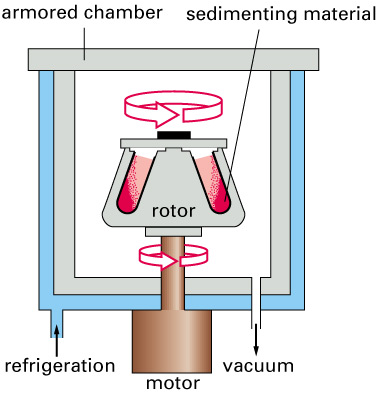 armored chamber
sedimenting material
rotor
refrigeration
vacuum
motor